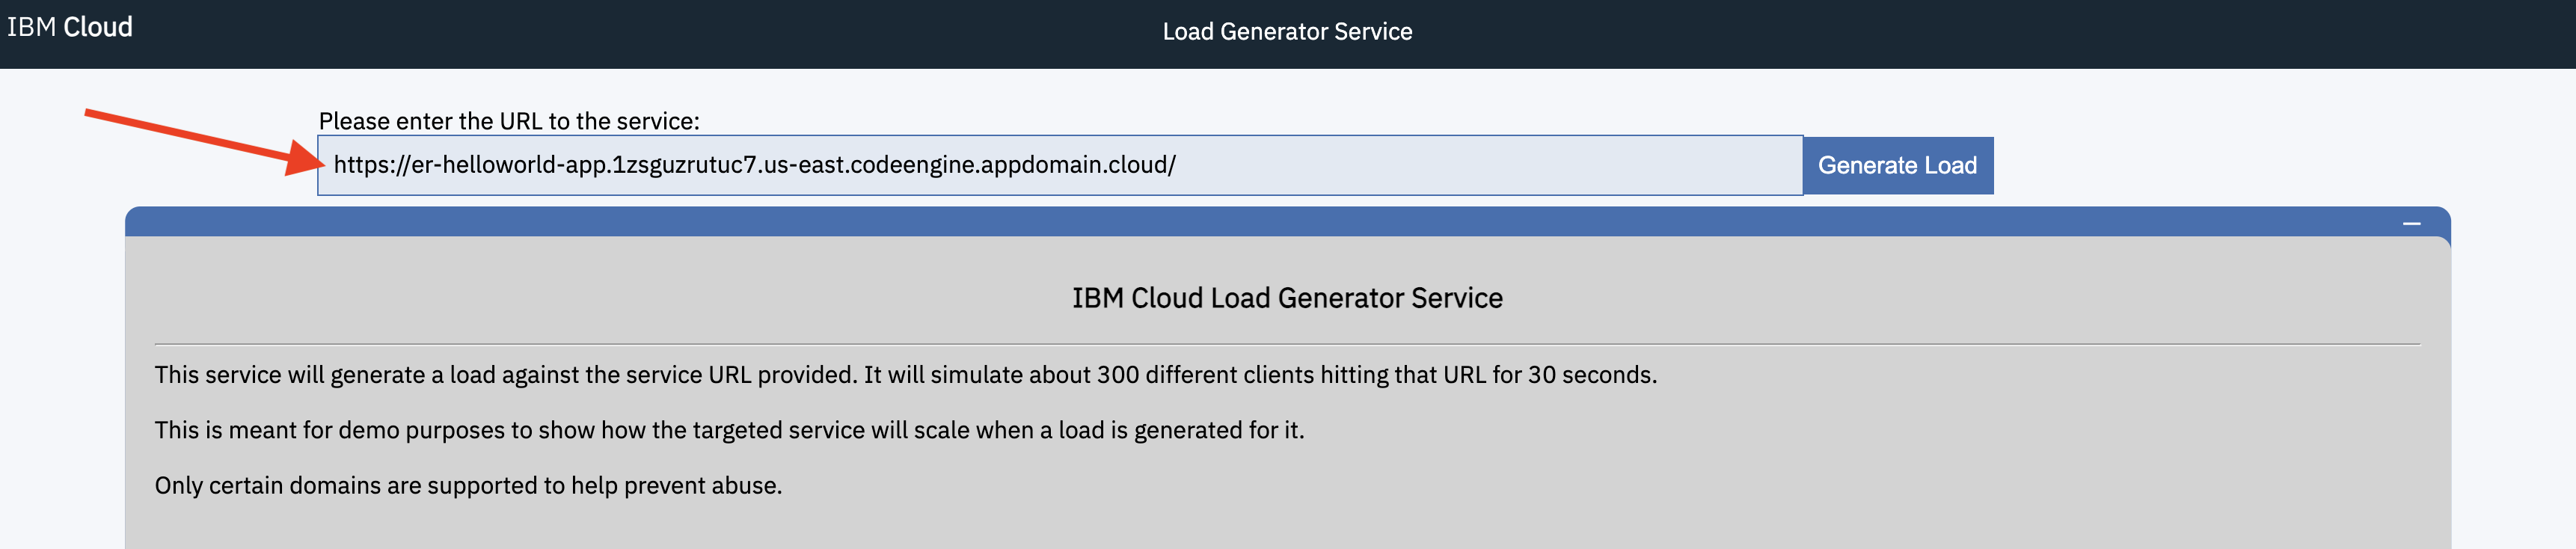 IBM Cloud
Load Generator Service
Please enter the URL to the service:
https://er-helloworld-app.1zsguzrutuc7.us-east.codeengine.appdomain.cloud/
Generate Load
IBM Cloud Load Generator Service
This service will generate a load against the service URL provided. It will simulate about 300 different clients hitting that URL for 30 seconds.
This is meant for demo purposes to show how the targeted service will scale when a load is generated for it.
Only certain domains are supported to help prevent abuse.